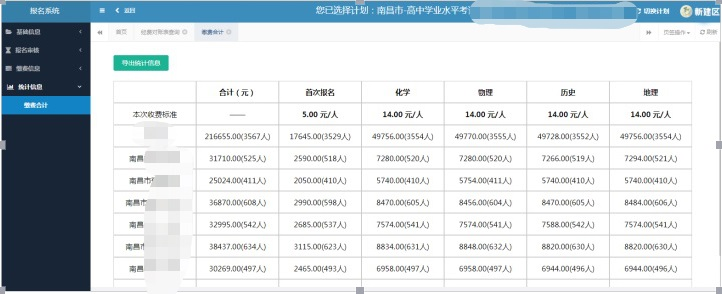 报名系统
返回
您已选择计划：南昌市-高中学业水平考
切换计划
新建区
基础信息
报名审核
缴费信息
统计信息
缴费合计
首页
缴费对账表查询
缴费合计
页签操作
刷新
导出统计信息
合计（元） 首次报名 化学 物理 历史 地理
本次收费标准 —— 5.00 元/人 14.00 元/人 14.00 元/人 14.00 元/人 14.00 元/人
216655.00(3567人) 17645.00(3529人) 49756.00(3554人) 49770.00(3555人) 49728.00(3552人) 49756.00(3554人)
南昌 31710.00(525人) 2590.00(518人) 7280.00(520人) 7280.00(520人) 7266.00(519人) 7294.00(521人)
南昌市 25024.00(411人) 2050.00(410人) 5740.00(410人) 5754.00(411人) 5740.00(410人) 5740.00(410人)
南昌市 36870.00(608人) 2990.00(598人) 8470.00(605人) 8456.00(604人) 8470.00(605人) 8484.00(606人)
南昌市 32995.00(542人) 2685.00(537人) 7574.00(541人) 7574.00(541人) 7588.00(542人) 7574.00(541人)
南昌市 38437.00(634人) 3115.00(623人) 8834.00(631人) 8848.00(632人) 8820.00(630人) 8820.00(630人)
南昌市 30269.00(497人) 2465.00(493人) 6958.00(497人) 6958.00(497人) 6944.00(496人) 6944.00(496人)